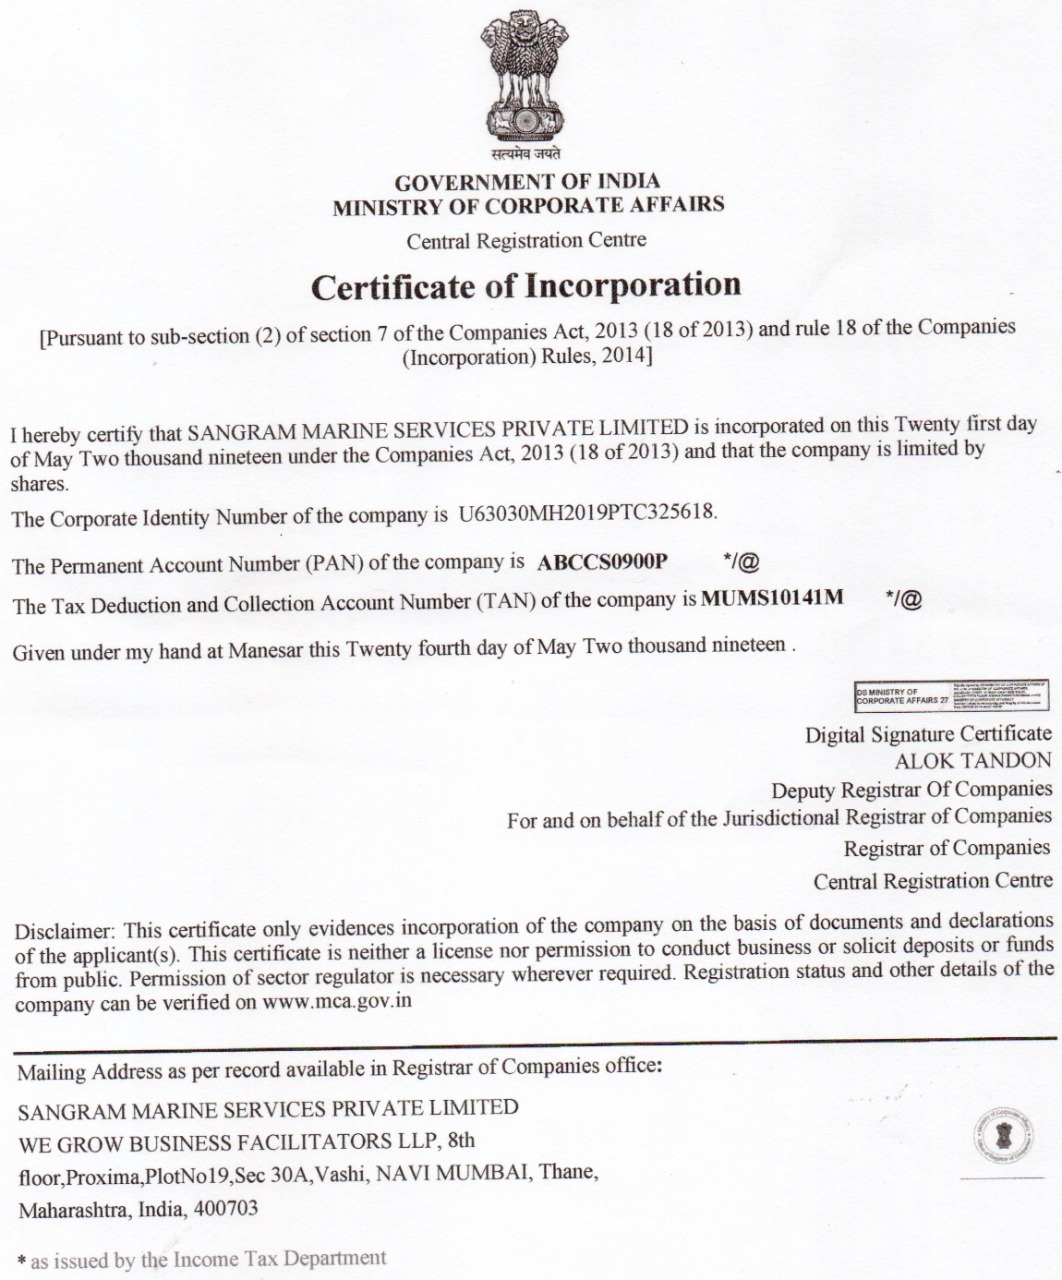 सत्यमेव जयते
GOVERNMENT OF INDIA
MINISTRY OF CORPORATE AFFAIRS
Central Registration Centre
Certificate of Incorporation
[Pursuant to sub-section (2) of section 7 of the Companies Act, 2013 (18 of 2013) and rule 18 of the Companies
(Incorporation) Rules, 2014]
I hereby certify that SANGRAM MARINE SERVICES PRIVATE LIMITED is incorporated on this Twenty first day
of May Two thousand nineteen under the Companies Act, 2013 (18 of 2013) and that the company is limited by
shares.
The Corporate Identity Number of the company is U63030MH2019PTC325618.
The Permanent Account Number (PAN) of the company is ABCCS0900P */@
The Tax Deduction and Collection Account Number (TAN) of the company is MUMS10141M */@
Given under my hand at Manesar this Twenty fourth day of May Two thousand nineteen .
DS MINISTRY OF
CORPORATE AFFAIRS 27
Digital Signature Certificate
ALOK TANDON
Deputy Registrar Of Companies
For and on behalf of the Jurisdictional Registrar of Companies
Registrar of Companies
Central Registration Centre
Disclaimer: This certificate only evidences incorporation of the company on the basis of documents and declarations
of the applicant(s). This certificate is neither a license nor permission to conduct business or solicit deposits or funds
from public. Permission of sector regulator is necessary wherever required. Registration status and other details of the
company can be verified on www.mca.gov.in
Mailing Address as per record available in Registrar of Companies office:
SANGRAM MARINE SERVICES PRIVATE LIMITED
WE GROW BUSINESS FACILITATORS LLP, 8th
floor,Proxima,PlotNo19,Sec 30A,Vashi, NAVI MUMBAI, Thane,
Maharashtra, India, 400703
* as issued by the Income Tax Department